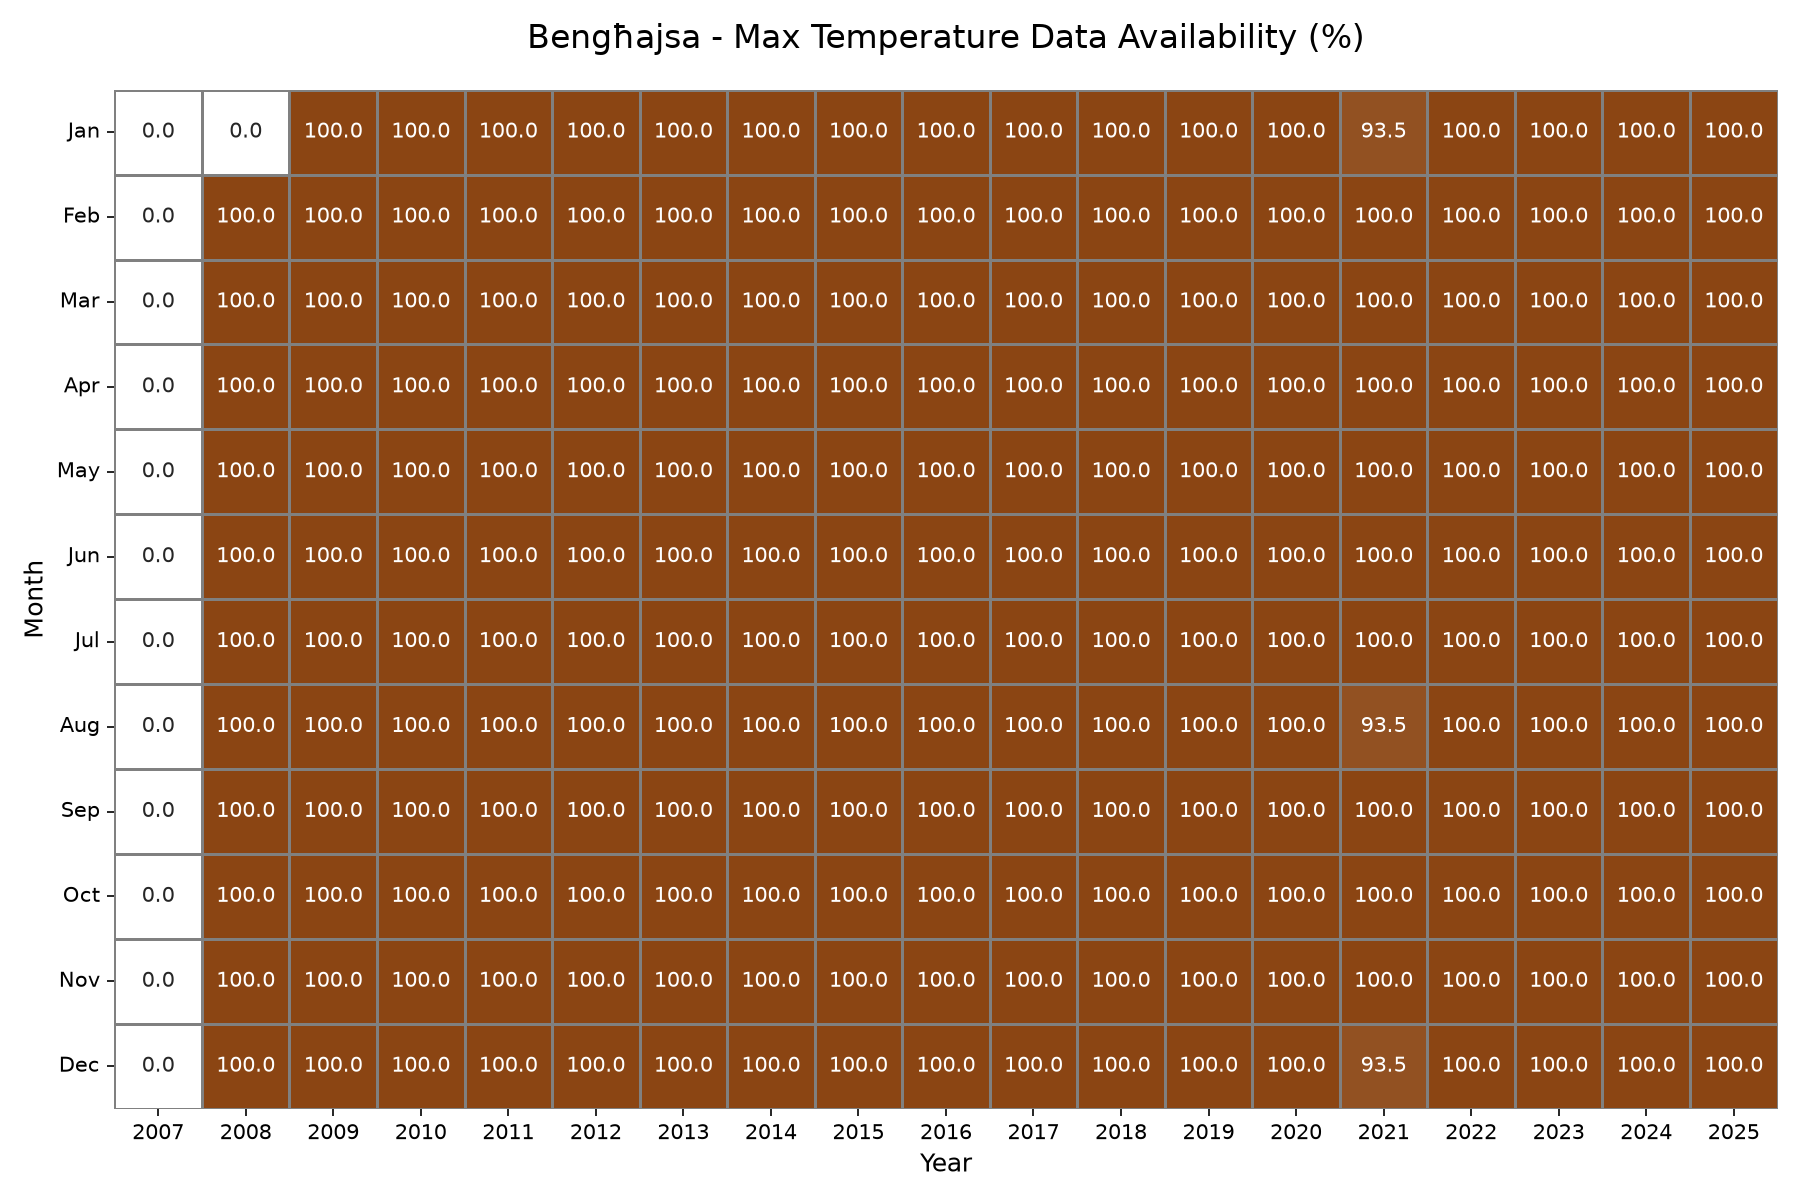 Bengħajsa - Max Temperature Data Availability (%)
Month
Jan 0.0 0.0 100.0 100.0 100.0 100.0 100.0 100.0 100.0 100.0 100.0 100.0 100.0 100.0 93.5 100.0 100.0 100.0 100.0
Feb 0.0 100.0 100.0 100.0 100.0 100.0 100.0 100.0 100.0 100.0 100.0 100.0 100.0 100.0 100.0 100.0 100.0 100.0 100.0
Mar 0.0 100.0 100.0 100.0 100.0 100.0 100.0 100.0 100.0 100.0 100.0 100.0 100.0 100.0 100.0 100.0 100.0 100.0 100.0
Apr 0.0 100.0 100.0 100.0 100.0 100.0 100.0 100.0 100.0 100.0 100.0 100.0 100.0 100.0 100.0 100.0 100.0 100.0 100.0
May 0.0 100.0 100.0 100.0 100.0 100.0 100.0 100.0 100.0 100.0 100.0 100.0 100.0 100.0 100.0 100.0 100.0 100.0 100.0
Jun 0.0 100.0 100.0 100.0 100.0 100.0 100.0 100.0 100.0 100.0 100.0 100.0 100.0 100.0 100.0 100.0 100.0 100.0 100.0
Jul 0.0 100.0 100.0 100.0 100.0 100.0 100.0 100.0 100.0 100.0 100.0 100.0 100.0 100.0 100.0 100.0 100.0 100.0 100.0
Aug 0.0 100.0 100.0 100.0 100.0 100.0 100.0 100.0 100.0 100.0 100.0 100.0 100.0 100.0 93.5 100.0 100.0 100.0 100.0
Sep 0.0 100.0 100.0 100.0 100.0 100.0 100.0 100.0 100.0 100.0 100.0 100.0 100.0 100.0 100.0 100.0 100.0 100.0 100.0
Oct 0.0 100.0 100.0 100.0 100.0 100.0 100.0 100.0 100.0 100.0 100.0 100.0 100.0 100.0 100.0 100.0 100.0 100.0 100.0
Nov 0.0 100.0 100.0 100.0 100.0 100.0 100.0 100.0 100.0 100.0 100.0 100.0 100.0 100.0 100.0 100.0 100.0 100.0 100.0
Dec 0.0 100.0 100.0 100.0 100.0 100.0 100.0 100.0 100.0 100.0 100.0 100.0 100.0 100.0 93.5 100.0 100.0 100.0 100.0
2007 2008 2009 2010 2011 2012 2013 2014 2015 2016 2017 2018 2019 2020 2021 2022 2023 2024 2025
Year